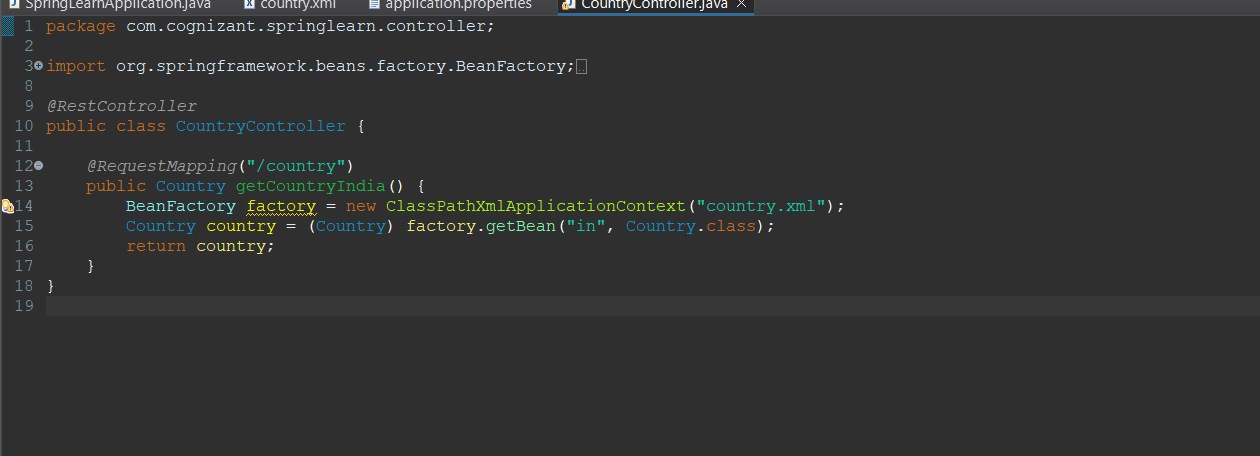 SpringLearnApplication.java country.xml application.properties CountryController.java
1 package com.cognizant.springlearn.controller;
2
3 import org.springframework.beans.factory.BeanFactory;
8
9 @RestController
10 public class CountryController {
11
12 @RequestMapping("/country")
13 public Country getCountryIndia() {
14 BeanFactory factory = new ClassPathXmlApplicationContext("country.xml");
15 Country country = (Country) factory.getBean("in", Country.class);
16 return country;
17 }
18 }
19